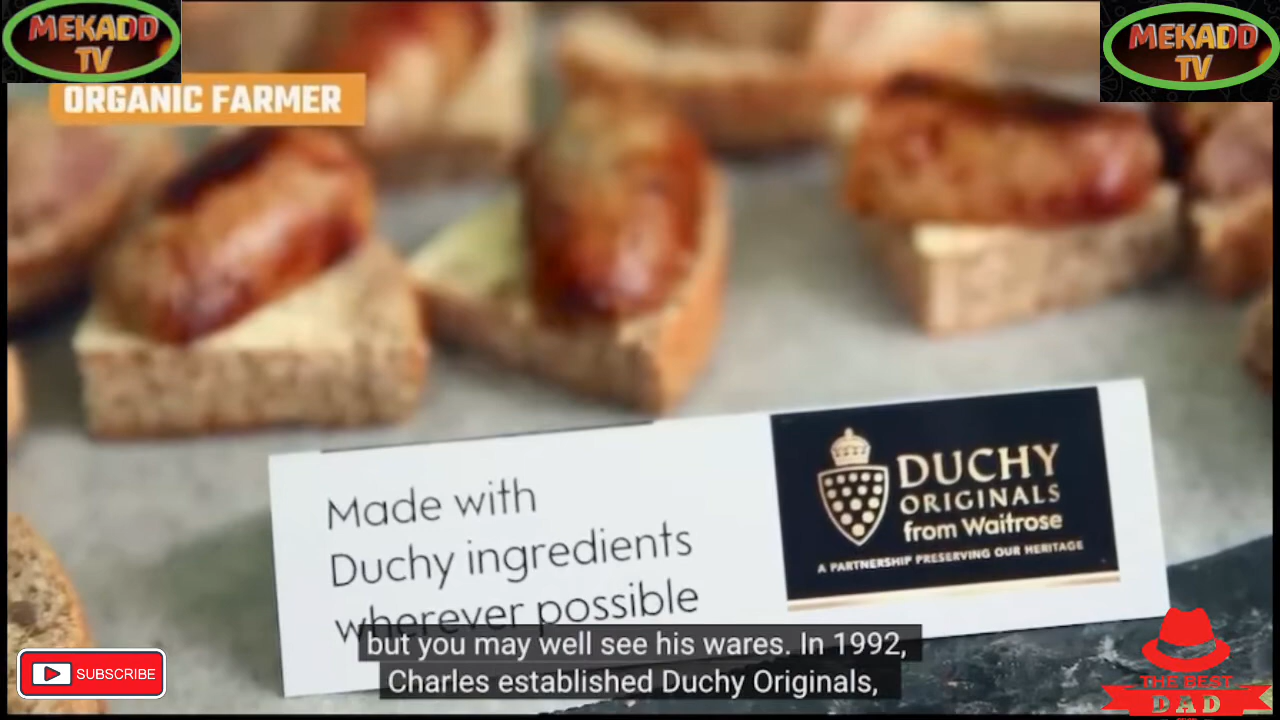 MEKADD
TV
MEKADD
TV
ORGANIC FARMER
Made with
Duchy ingredients
wherever possible
DUCHY
ORIGINALS
from Waitrose
A PARTNERSHIP PRESERVING OUR HERITAGE
but you may well see his wares. In 1992,
Charles established Duchy Originals,
SUBSCRIBE
THE BEST
DAD